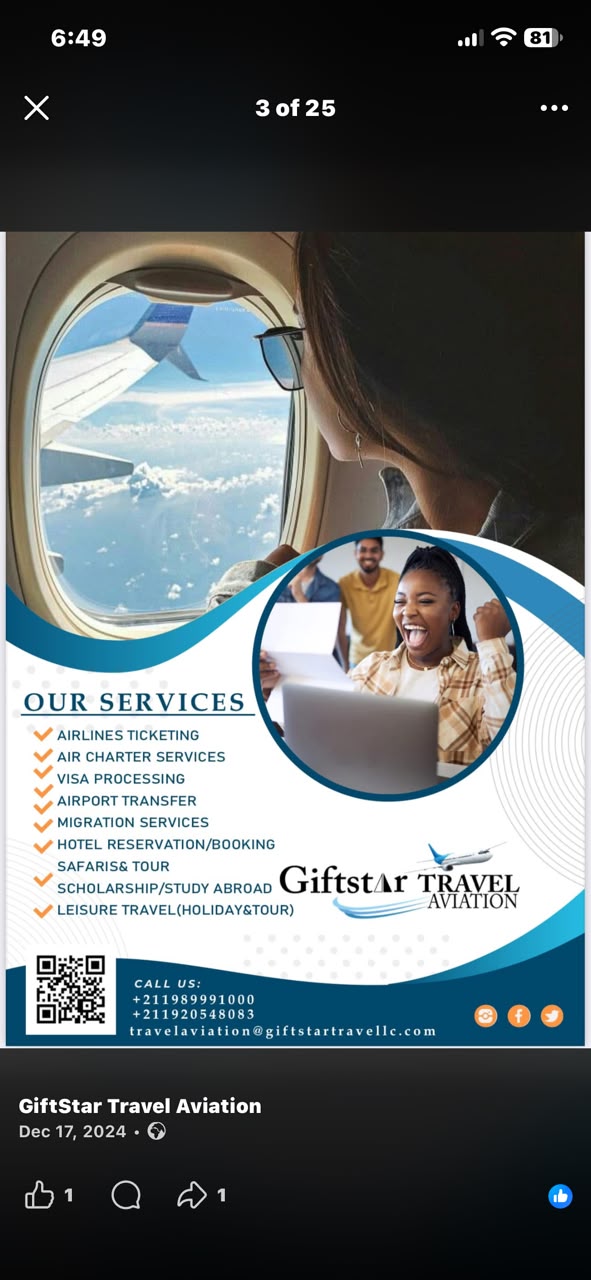 6:49
81
3 of 25
OUR SERVICES
AIRLINES TICKETING
AIR CHARTER SERVICES
VISA PROCESSING
AIRPORT TRANSFER
MIGRATION SERVICES
HOTEL RESERVATION/BOOKING
SAFARIS& TOUR
SCHOLARSHIP/STUDY ABROAD
LEISURE TRAVEL(HOLIDAY&TOUR)
Giftstar TRAVEL
AVIATION
CALL US:
+211989991000
+211920548083
travelaviation@giftstartravellc.com
GiftStar Travel Aviation
Dec 17, 2024 •
1
1